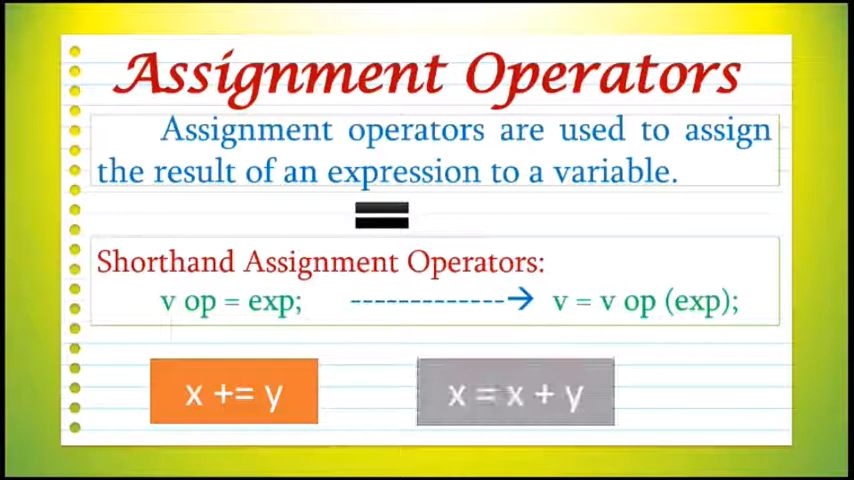 Assignment Operators
Assignment operators are used to assign
the result of an expression to a variable.
=
Shorthand Assignment Operators:
v op = exp; -------------→ v = v op (exp);
x += y x = x + y